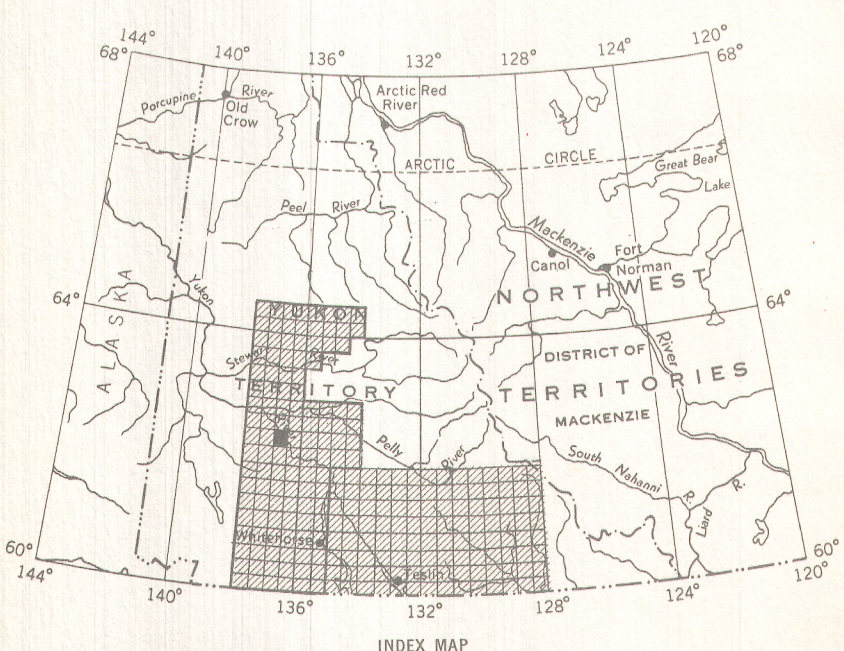 144°
140°
136°
132°
128°
124°
120°
68°
68°
Porcupine River
Old
Crow
Arctic Red
River
ARCTIC CIRCLE
Great Bear
Lake
Peel River
Mackenzie
Fort
Norman
Canol
Yukon
ALASKA
64°
64°
NORTHWEST
YUKON
Stewart River
DISTRICT OF
River
TERRITORY
TERRITORIES
MACKENZIE
Pelly
River
South
Nahanni
R.
Liard
R.
Whitehorse
Teslin
60°
60°
144°
140°
136°
132°
128°
124°
120°
INDEX MAP